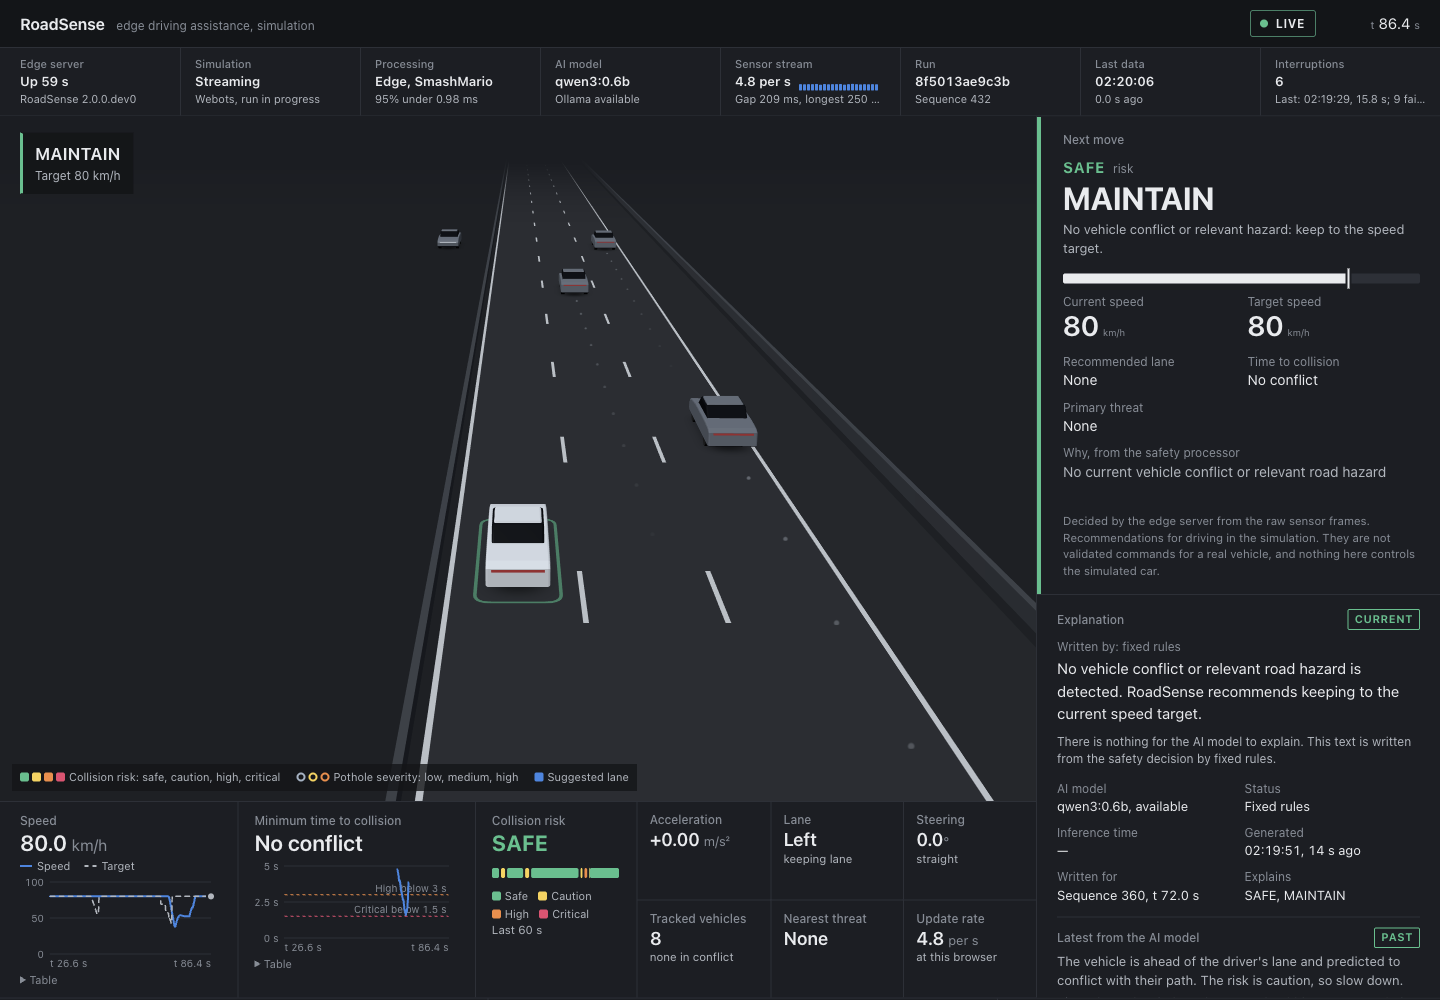 RoadSense edge driving assistance, simulation
LIVE
t 86.4 s
Edge server
Up 59 s
RoadSense 2.0.0.dev0
Simulation
Streaming
Webots, run in progress
Processing
Edge, SmashMario
95% under 0.98 ms
AI model
qwen3:0.6b
Ollama available
Sensor stream
4.8 per s
Gap 209 ms, longest 250 ...
Run
8f5013ae9c3b
Sequence 432
Last data
02:20:06
0.0 s ago
Interruptions
6
Last: 02:19:29, 15.8 s; 9 fai...
MAINTAIN
Target 80 km/h
Collision risk: safe, caution, high, critical
Pothole severity: low, medium, high
Suggested lane
Next move
SAFE risk
MAINTAIN
No vehicle conflict or relevant hazard: keep to the speed
target.
Current speed
80 km/h
Target speed
80 km/h
Recommended lane
None
Time to collision
No conflict
Primary threat
None
Why, from the safety processor
No current vehicle conflict or relevant road hazard
Decided by the edge server from the raw sensor frames.
Recommendations for driving in the simulation. They are not
validated commands for a real vehicle, and nothing here controls
the simulated car.
Explanation
CURRENT
Written by: fixed rules
No vehicle conflict or relevant road hazard is
detected. RoadSense recommends keeping to the
current speed target.
There is nothing for the AI model to explain. This text is written
from the safety decision by fixed rules.
AI model
qwen3:0.6b, available
Status
Fixed rules
Inference time
—
Generated
02:19:51, 14 s ago
Written for
Sequence 360, t 72.0 s
Explains
SAFE, MAINTAIN
Latest from the AI model
PAST
The vehicle is ahead of the driver's lane and predicted to
conflict with their path. The risk is caution, so slow down.
Speed
80.0 km/h
Speed
Target
100
50
0
t 26.6 s
t 86.4 s
Table
Minimum time to collision
No conflict
5 s
High below 3 s
2.5 s
Critical below 1.5 s
0 s
t 26.6 s
t 86.4 s
Table
Collision risk
SAFE
Safe
Caution
High
Critical
Last 60 s
Acceleration
+0.00 m/s²
Lane
Left
keeping lane
Steering
0.0°
straight
Tracked vehicles
8
none in conflict
Nearest threat
None
Update rate
4.8 per s
at this browser